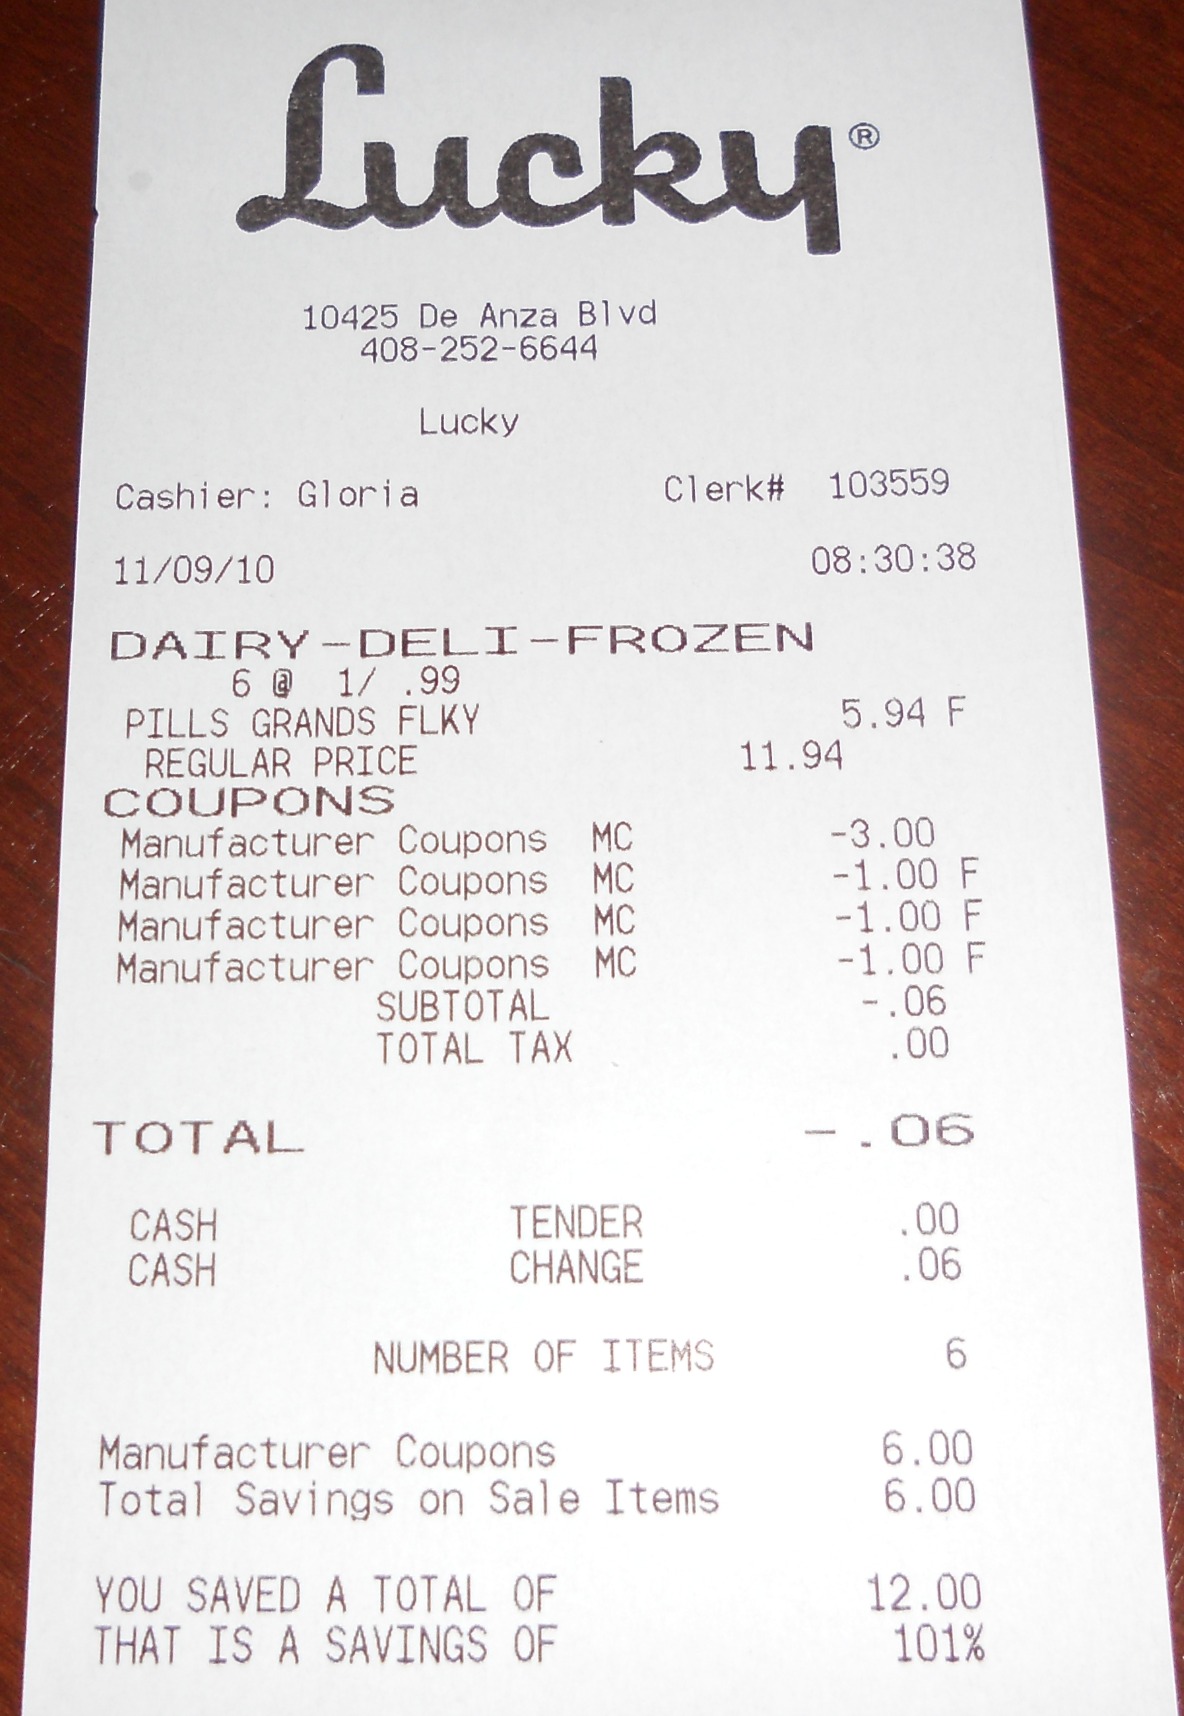 Lucky®
10425 De Anza Blvd
408-252-6644
Lucky
Cashier: Gloria Clerk# 103559
11/09/10 08:30:38
DAIRY-DELI-FROZEN
6 @ 1/ .99
PILLS GRANDS FLKY 5.94 F
REGULAR PRICE 11.94
COUPONS
Manufacturer Coupons MC -3.00
Manufacturer Coupons MC -1.00 F
Manufacturer Coupons MC -1.00 F
Manufacturer Coupons MC -1.00 F
SUBTOTAL -.06
TOTAL TAX .00
TOTAL -.06
CASH TENDER .00
CASH CHANGE .06
NUMBER OF ITEMS 6
Manufacturer Coupons 6.00
Total Savings on Sale Items 6.00
YOU SAVED A TOTAL OF 12.00
THAT IS A SAVINGS OF 101%